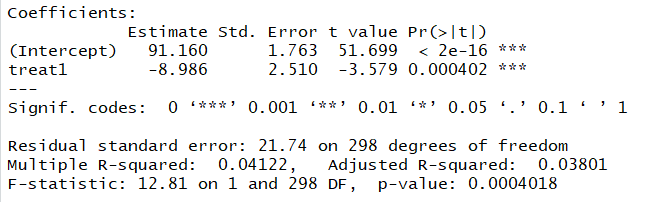 Coefficients:
Estimate Std. Error t value Pr(>|t|)
(Intercept) 91.160 1.763 51.699 < 2e-16 ***
treat1 -8.986 2.510 -3.579 0.000402 ***
---
Signif. codes: 0 ‘***’ 0.001 ‘**’ 0.01 ‘*’ 0.05 ‘.’ 0.1 ‘ ’ 1
Residual standard error: 21.74 on 298 degrees of freedom
Multiple R-squared: 0.04122, Adjusted R-squared: 0.03801
F-statistic: 12.81 on 1 and 298 DF, p-value: 0.0004018